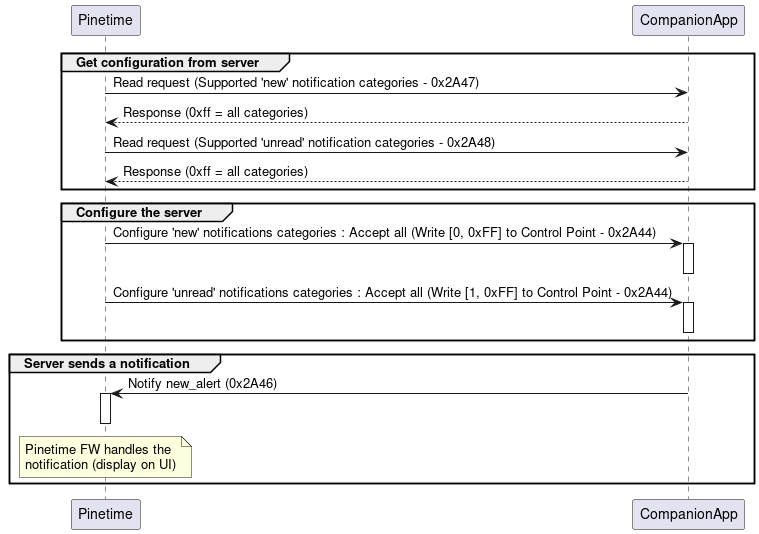 Pinetime
CompanionApp
Get configuration from server
Read request (Supported 'new' notification categories - 0x2A47)
Response (0xff = all categories)
Read request (Supported 'unread' notification categories - 0x2A48)
Response (0xff = all categories)
Configure the server
Configure 'new' notifications categories : Accept all (Write [0, 0xFF] to Control Point - 0x2A44)
Configure 'unread' notifications categories : Accept all (Write [1, 0xFF] to Control Point - 0x2A44)
Server sends a notification
Notify new_alert (0x2A46)
Pinetime FW handles the
notification (display on UI)
Pinetime
CompanionApp